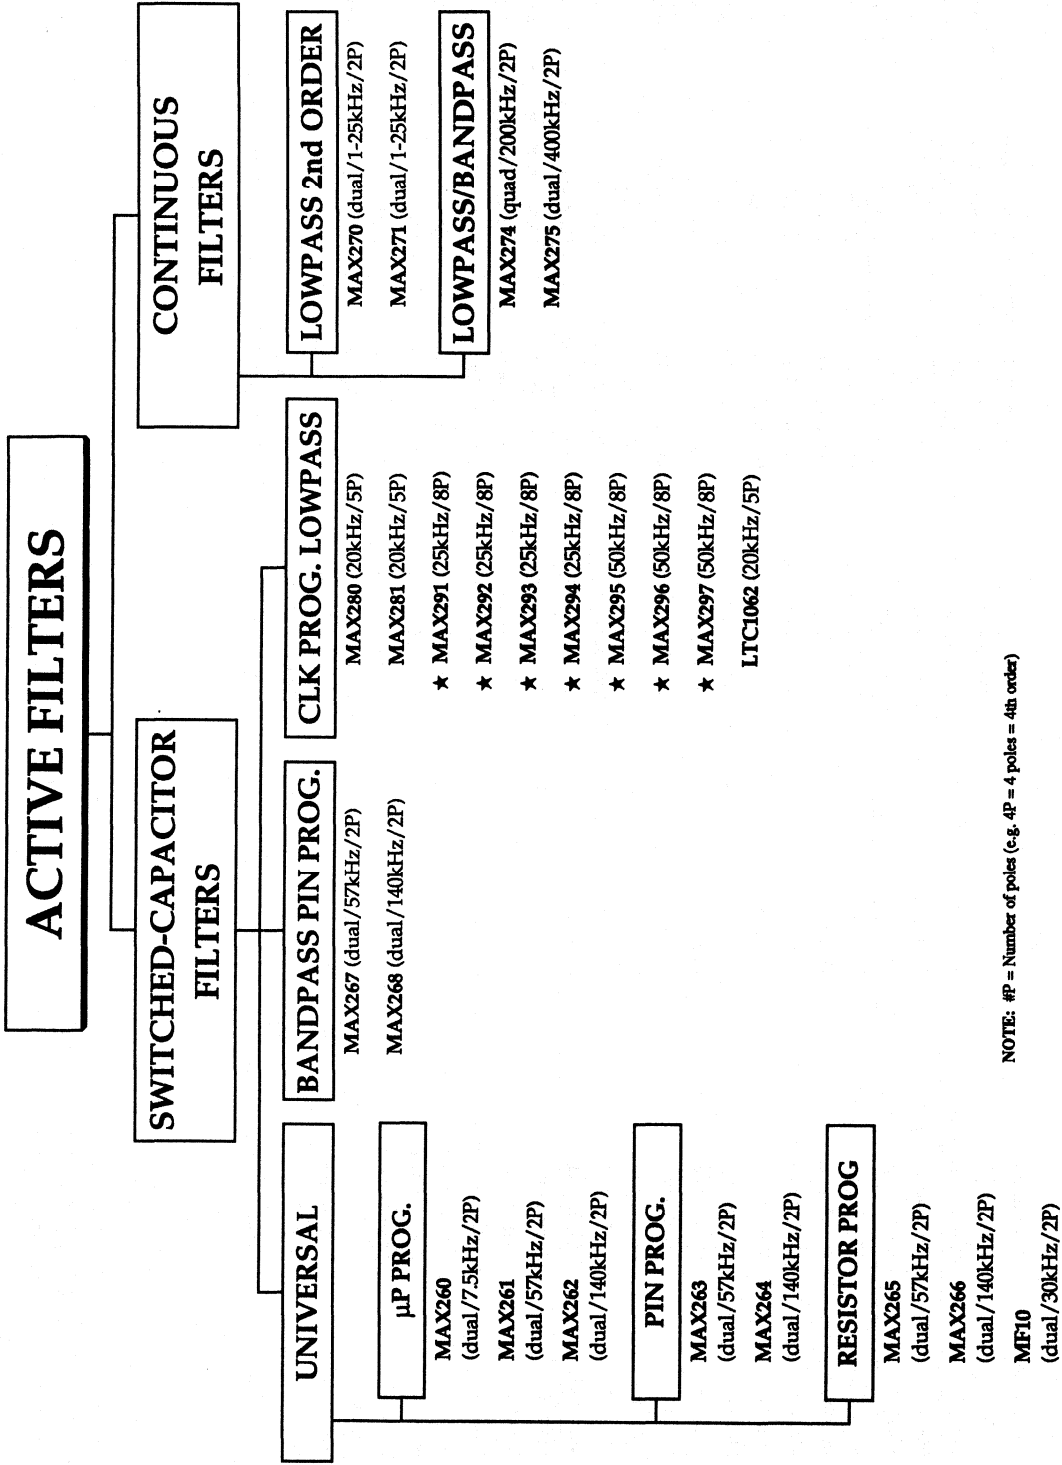 ACTIVE FILTERS
SWITCHED-CAPACITOR
FILTERS
CONTINUOUS
FILTERS
UNIVERSAL
µP PROG.
MAX260
(dual/7.5kHz/2P)
MAX261
(dual/57kHz/2P)
MAX262
(dual/140kHz/2P)
PIN PROG.
MAX263
(dual/57kHz/2P)
MAX264
(dual/140kHz/2P)
RESISTOR PROG
MAX265
(dual/57kHz/2P)
MAX266
(dual/140kHz/2P)
MF10
(dual/30kHz/2P)
BANDPASS PIN PROG.
MAX267 (dual/57kHz/2P)
MAX268 (dual/140kHz/2P)
CLK PROG. LOWPASS
MAX280 (20kHz/5P)
MAX281 (20kHz/5P)
★ MAX291 (25kHz/8P)
★ MAX292 (25kHz/8P)
★ MAX293 (25kHz/8P)
★ MAX294 (25kHz/8P)
★ MAX295 (50kHz/8P)
★ MAX296 (50kHz/8P)
★ MAX297 (50kHz/8P)
LTC1062 (20kHz/5P)
LOWPASS 2nd ORDER
MAX270 (dual/1-25kHz/2P)
MAX271 (dual/1-25kHz/2P)
LOWPASS/BANDPASS
MAX274 (quad/200kHz/2P)
MAX275 (dual/400kHz/2P)
NOTE: #P = Number of poles (e.g. 4P = 4 poles = 4th order)